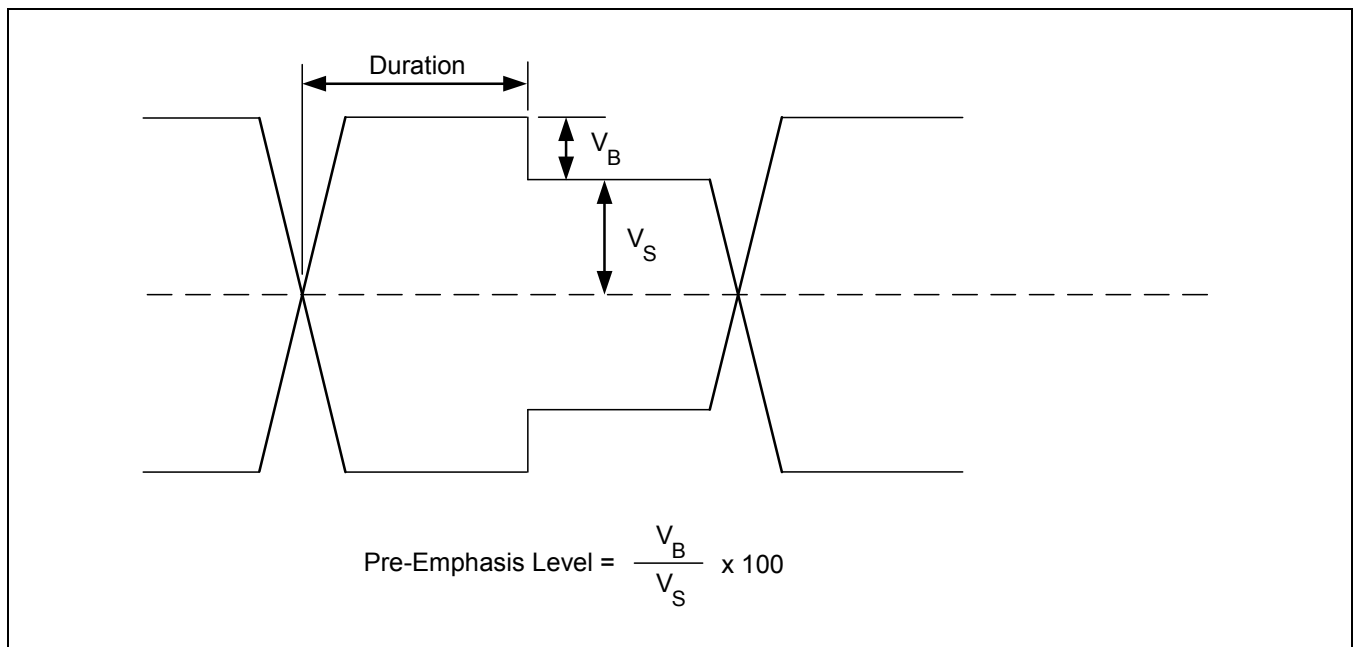 Duration
V_B
V_S
Pre-Emphasis Level = V_B / V_S x 100